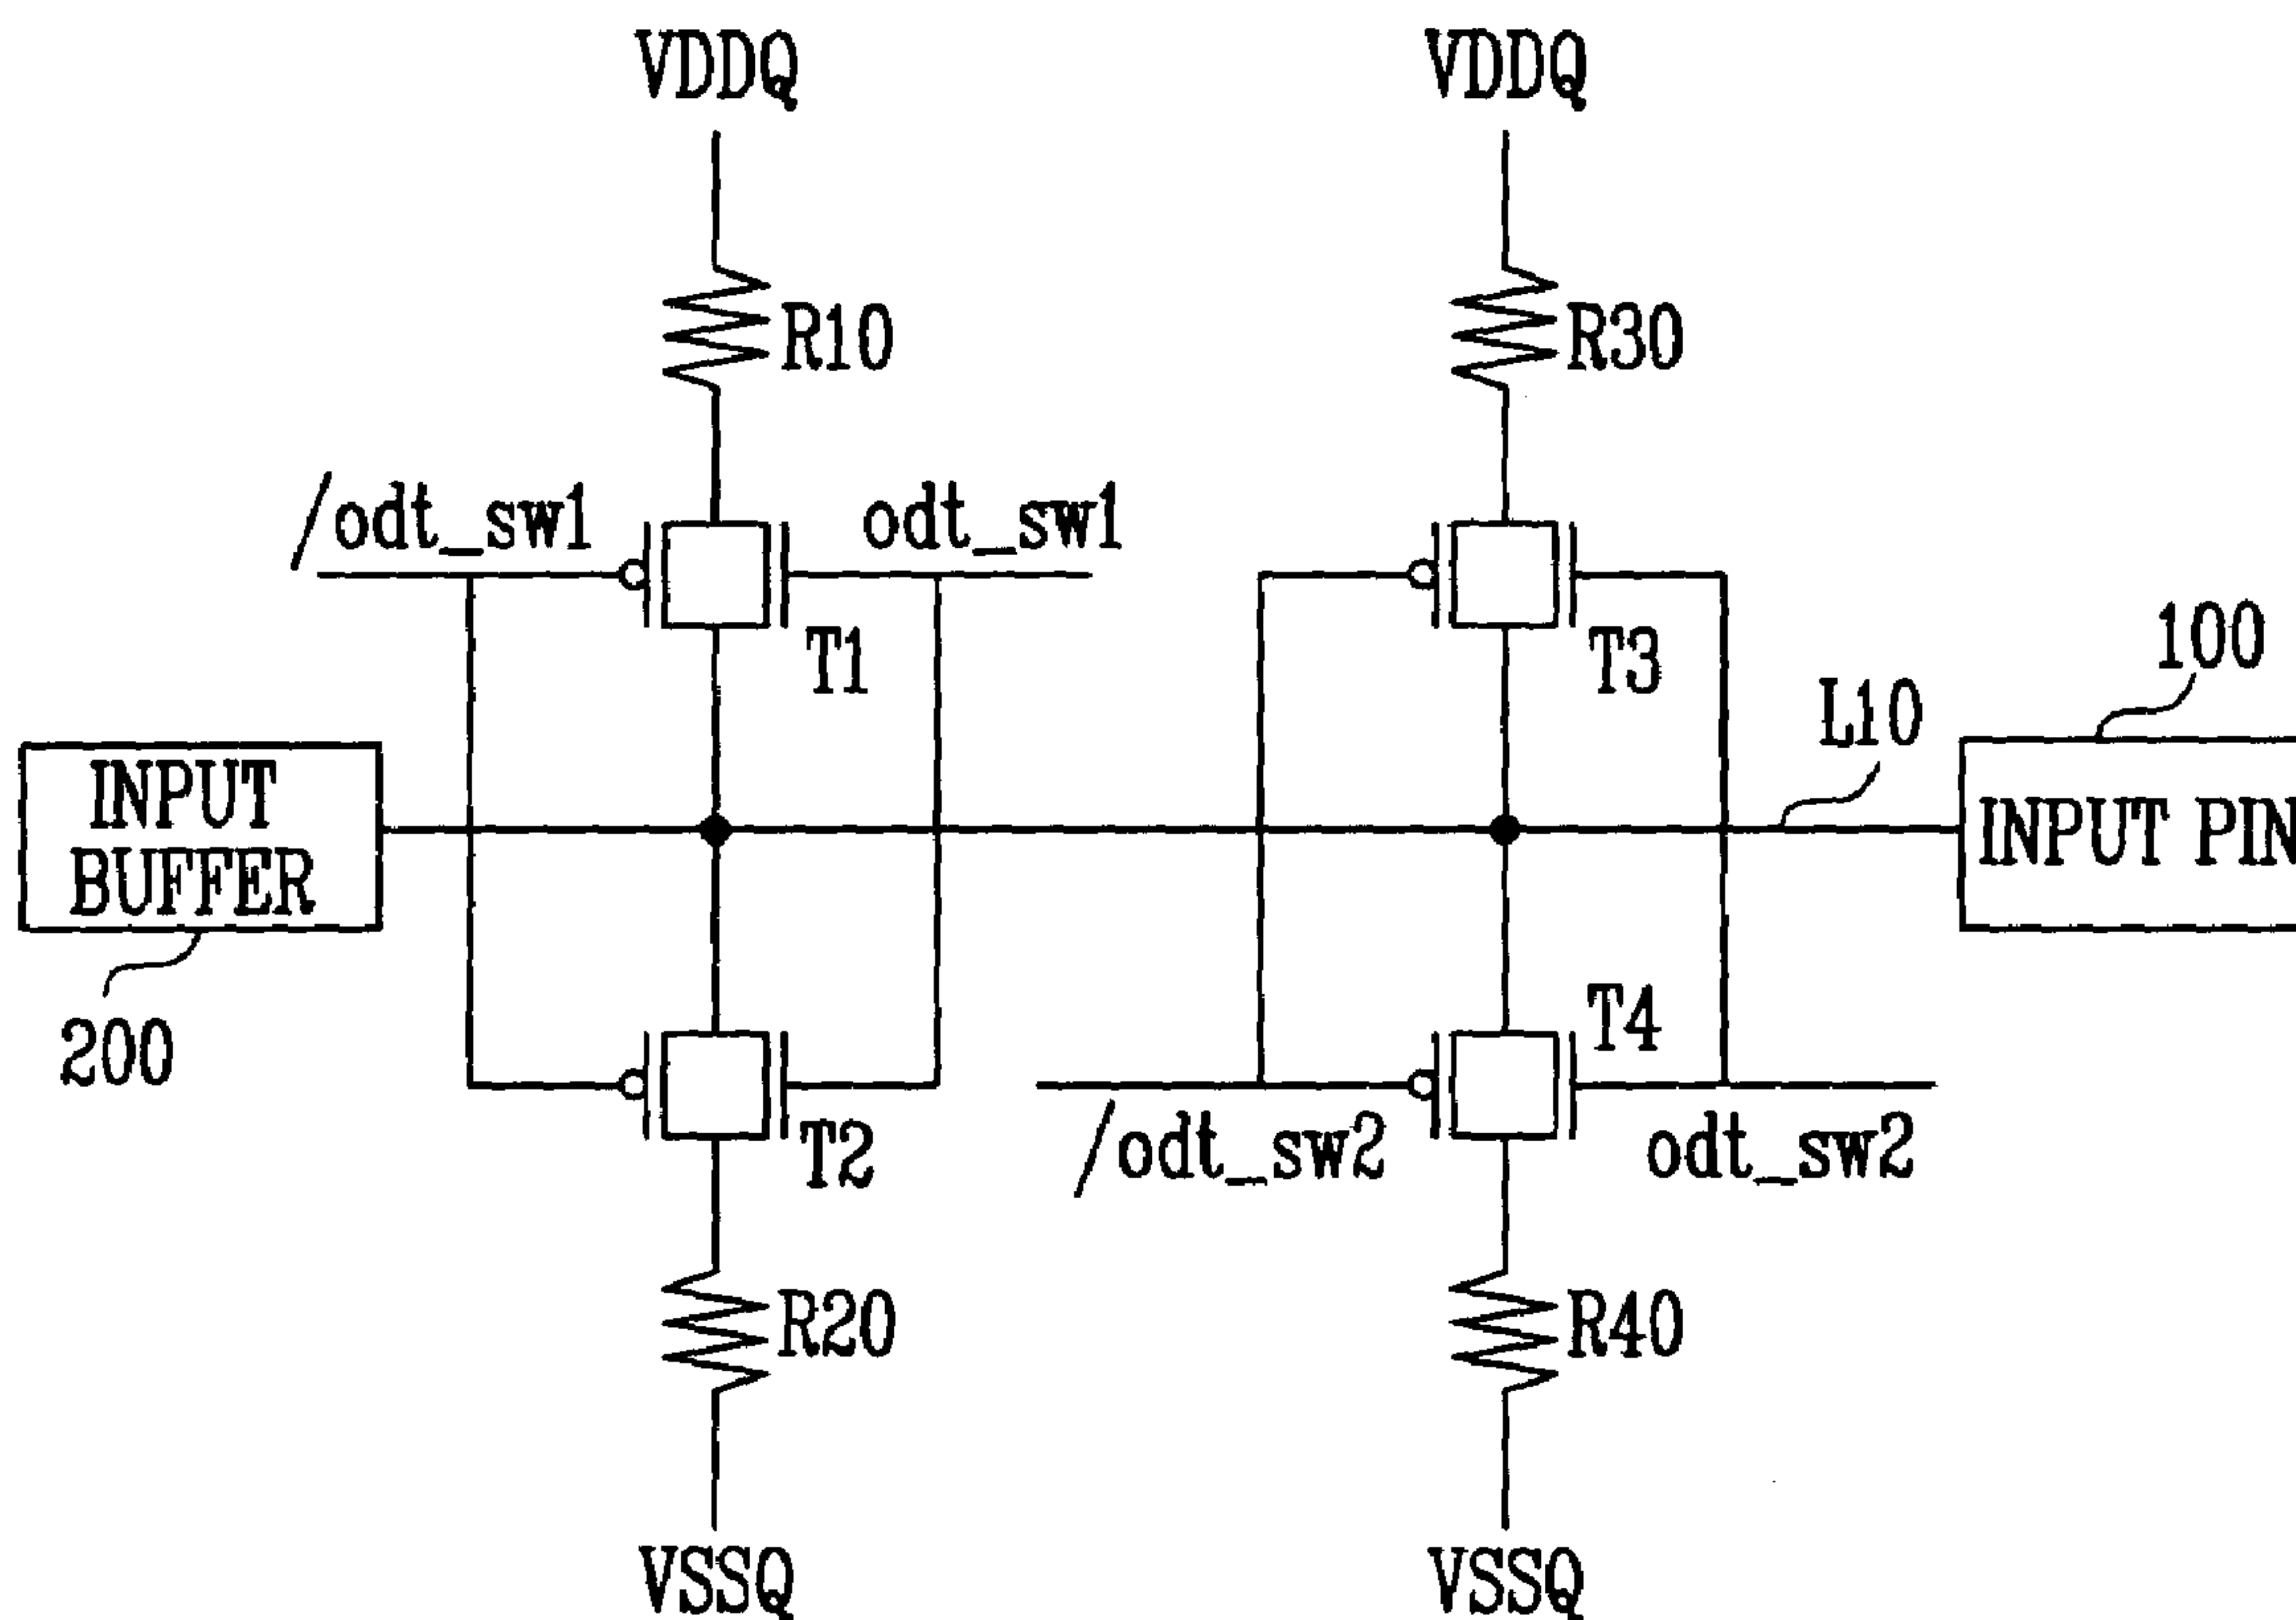 VDDQ
VDDQ
R10
R30
/odt_sw1
odt_sw1
T1
T3
100
L10
INPUT
BUFFER
INPUT PIN
200
T4
T2
/odt_sw2
odt_sw2
R20
R40
VSSQ
VSSQ